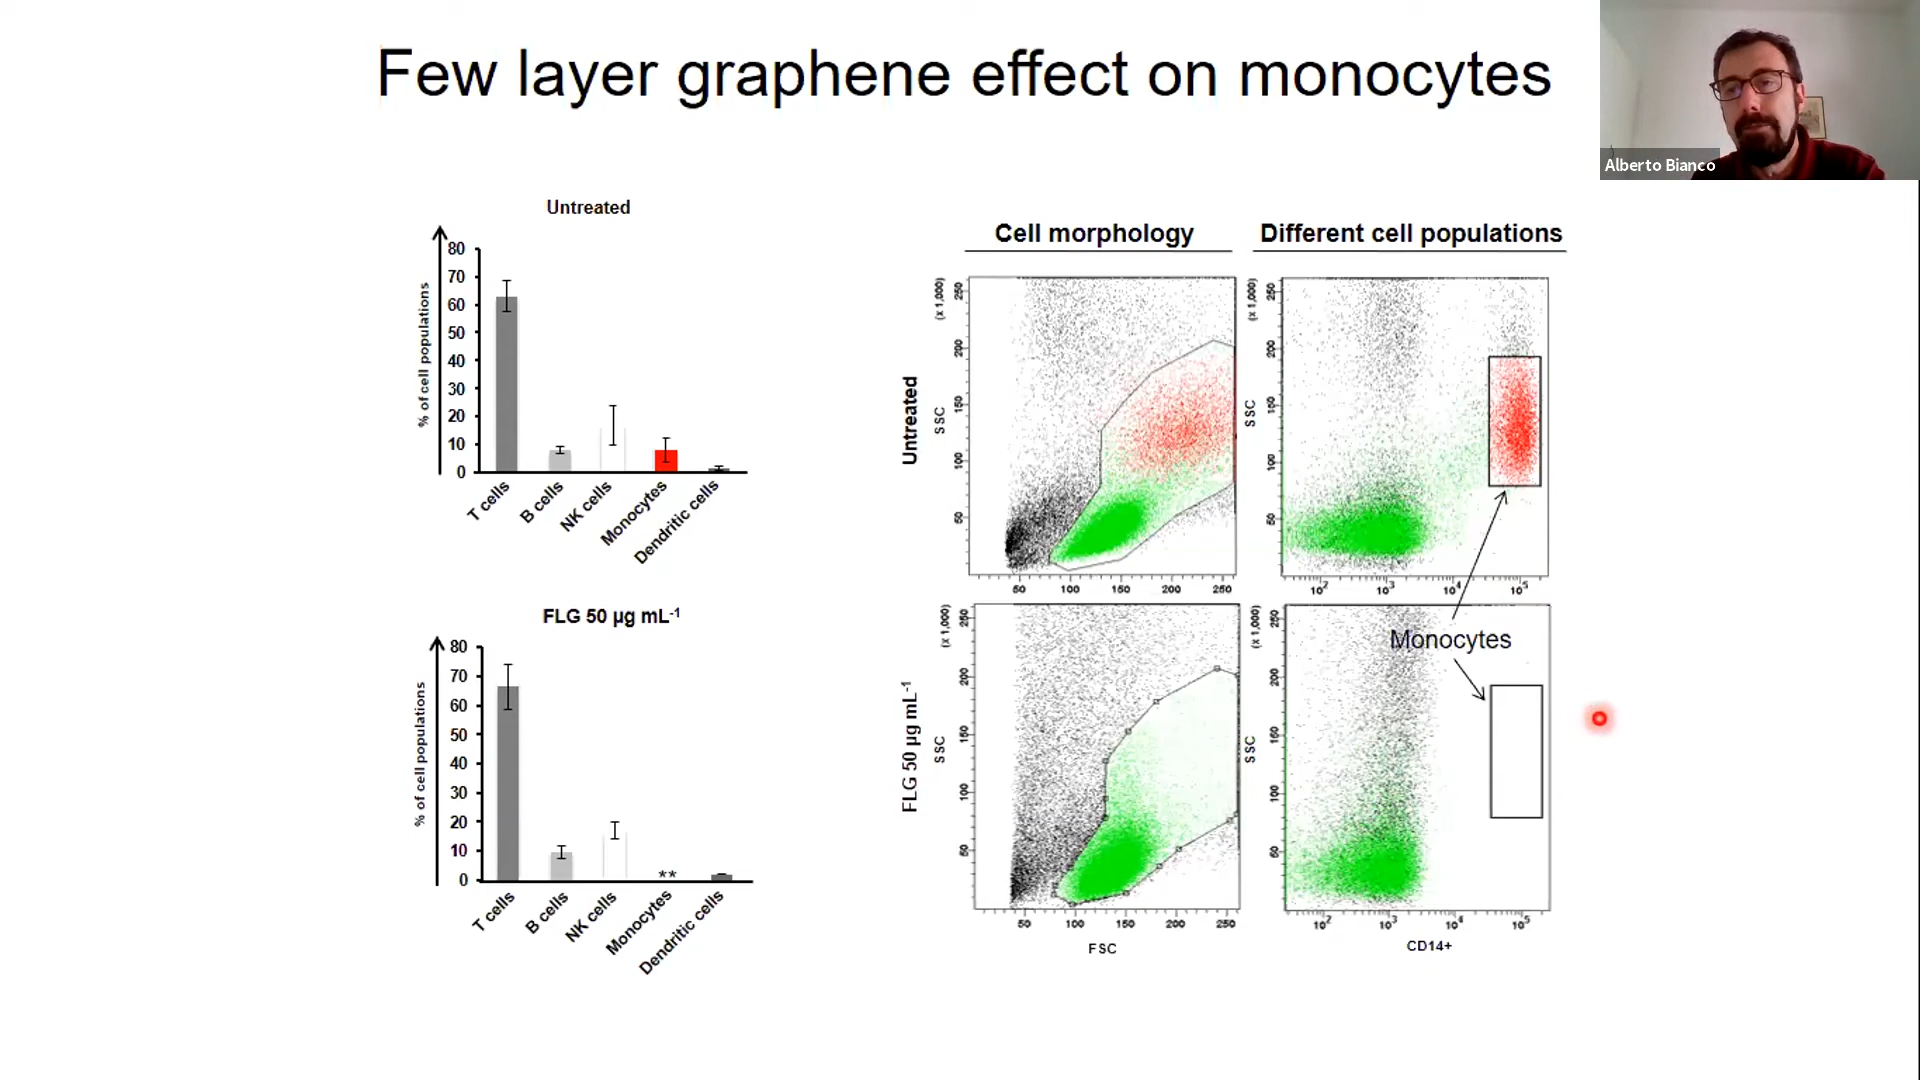 Few layer graphene effect on monocytes
Alberto Bianco
Untreated
% of cell populations
80
70
60
50
40
30
20
10
0
T cells
B cells
NK cells
Monocytes
Dendritic cells
FLG 50 µg mL-1
% of cell populations
80
70
60
50
40
30
20
10
0
**
T cells
B cells
NK cells
Monocytes
Dendritic cells
Cell morphology
Different cell populations
Untreated
SSC
(x 1,000)
250
200
150
100
50
50 100 150 200 250
SSC
(x 1,000)
250
200
150
100
50
10² 10³ 10⁴ 10⁵
Monocytes
FLG 50 µg mL-1
SSC
(x 1,000)
250
200
150
100
50
50 100 150 200 250
FSC
SSC
(x 1,000)
250
200
150
100
50
10² 10³ 10⁴ 10⁵
CD14+